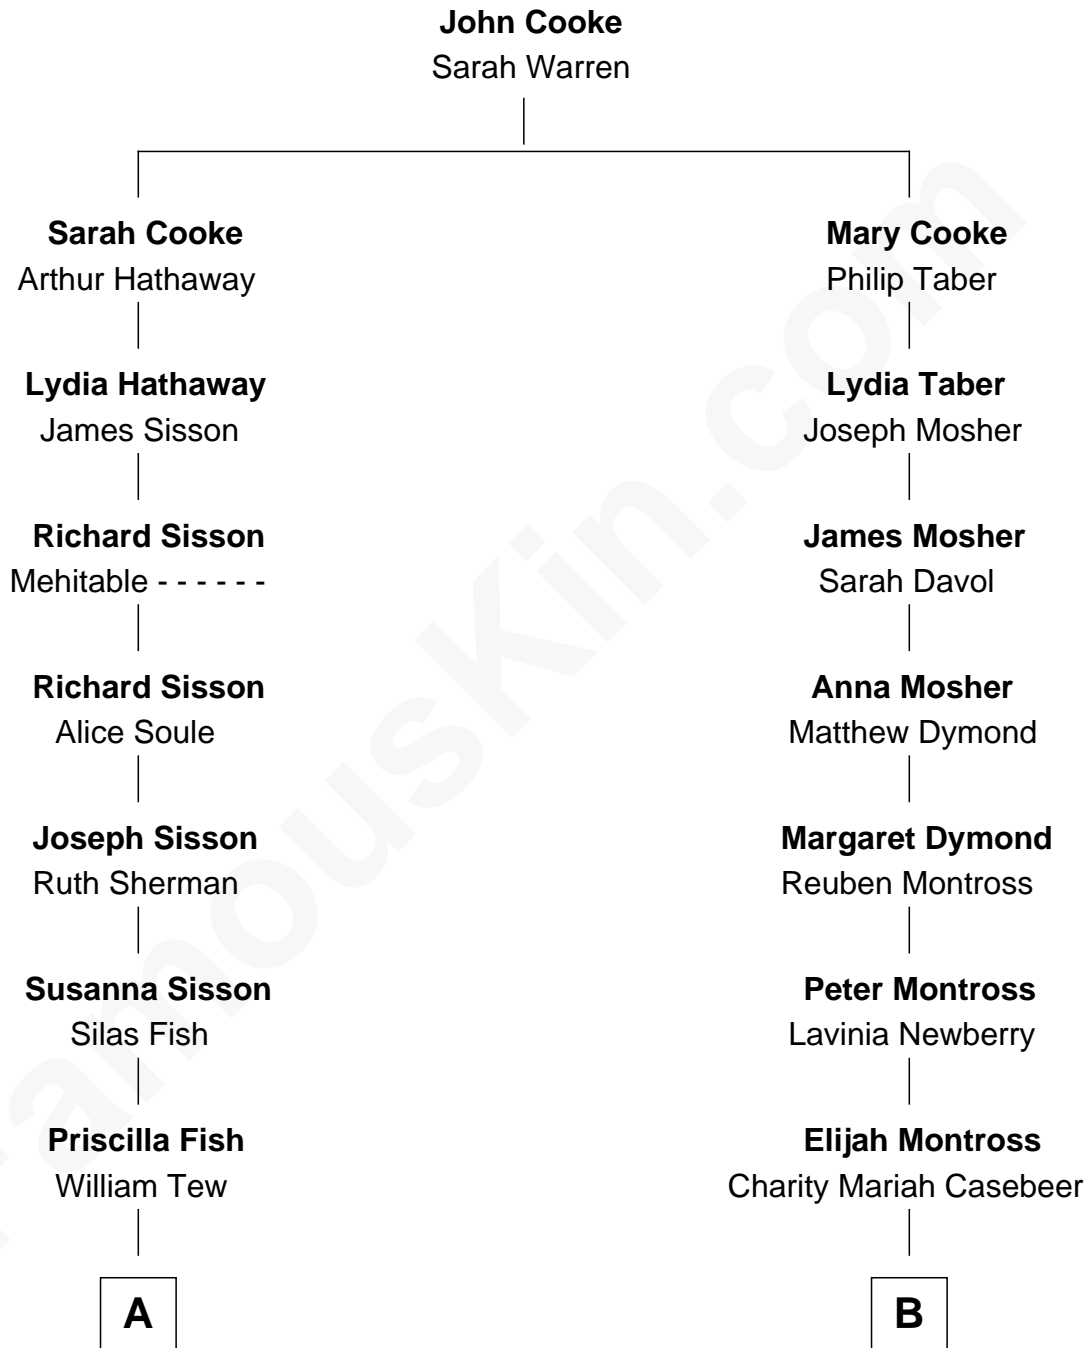 John Cooke
Sarah Warren
Sarah Cooke
Arthur Hathaway
Mary Cooke
Philip Taber
Lydia Hathaway
James Sisson
Lydia Taber
Joseph Mosher
Richard Sisson
Mehitable - - - - - -
James Mosher
Sarah Davol
Richard Sisson
Alice Soule
Anna Mosher
Matthew Dymond
Joseph Sisson
Ruth Sherman
Margaret Dymond
Reuben Montross
Susanna Sisson
Silas Fish
Peter Montross
Lavinia Newberry
Priscilla Fish
William Tew
Elijah Montross
Charity Mariah Casebeer
A
B
FamousKin.com